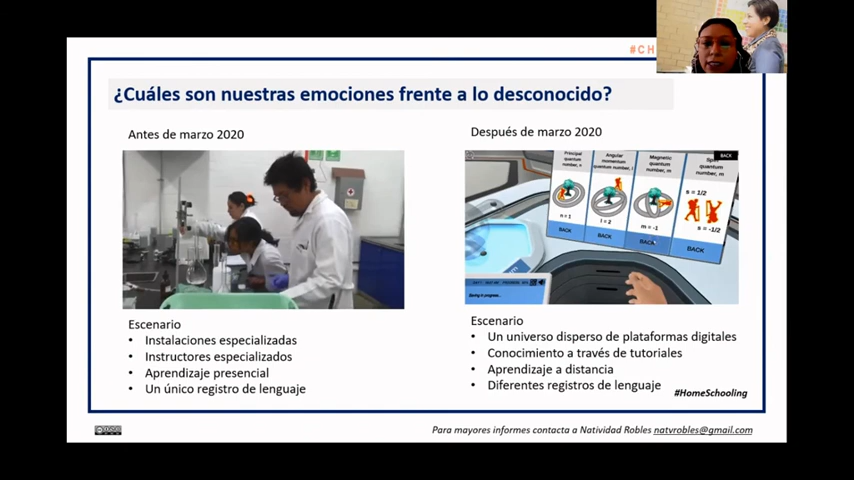 #CH
¿Cuáles son nuestras emociones frente a lo desconocido?
Antes de marzo 2020
Escenario
• Instalaciones especializadas
• Instructores especializados
• Aprendizaje presencial
• Un único registro de lenguaje
Después de marzo 2020
BACK
Principal quantum number, n
n = 1
BACK
Angular momentum quantum number, l
l = 2
BACK
Magnetic quantum number, m
m = -1
BACK
Spin quantum number, m
s = 1/2
s = -1/2
BACK
Escenario
• Un universo disperso de plataformas digitales
• Conocimiento a través de tutoriales
• Aprendizaje a distancia
• Diferentes registros de lenguaje
#HomeSchooling
Para mayores informes contacta a Natividad Robles natvrobles@gmail.com